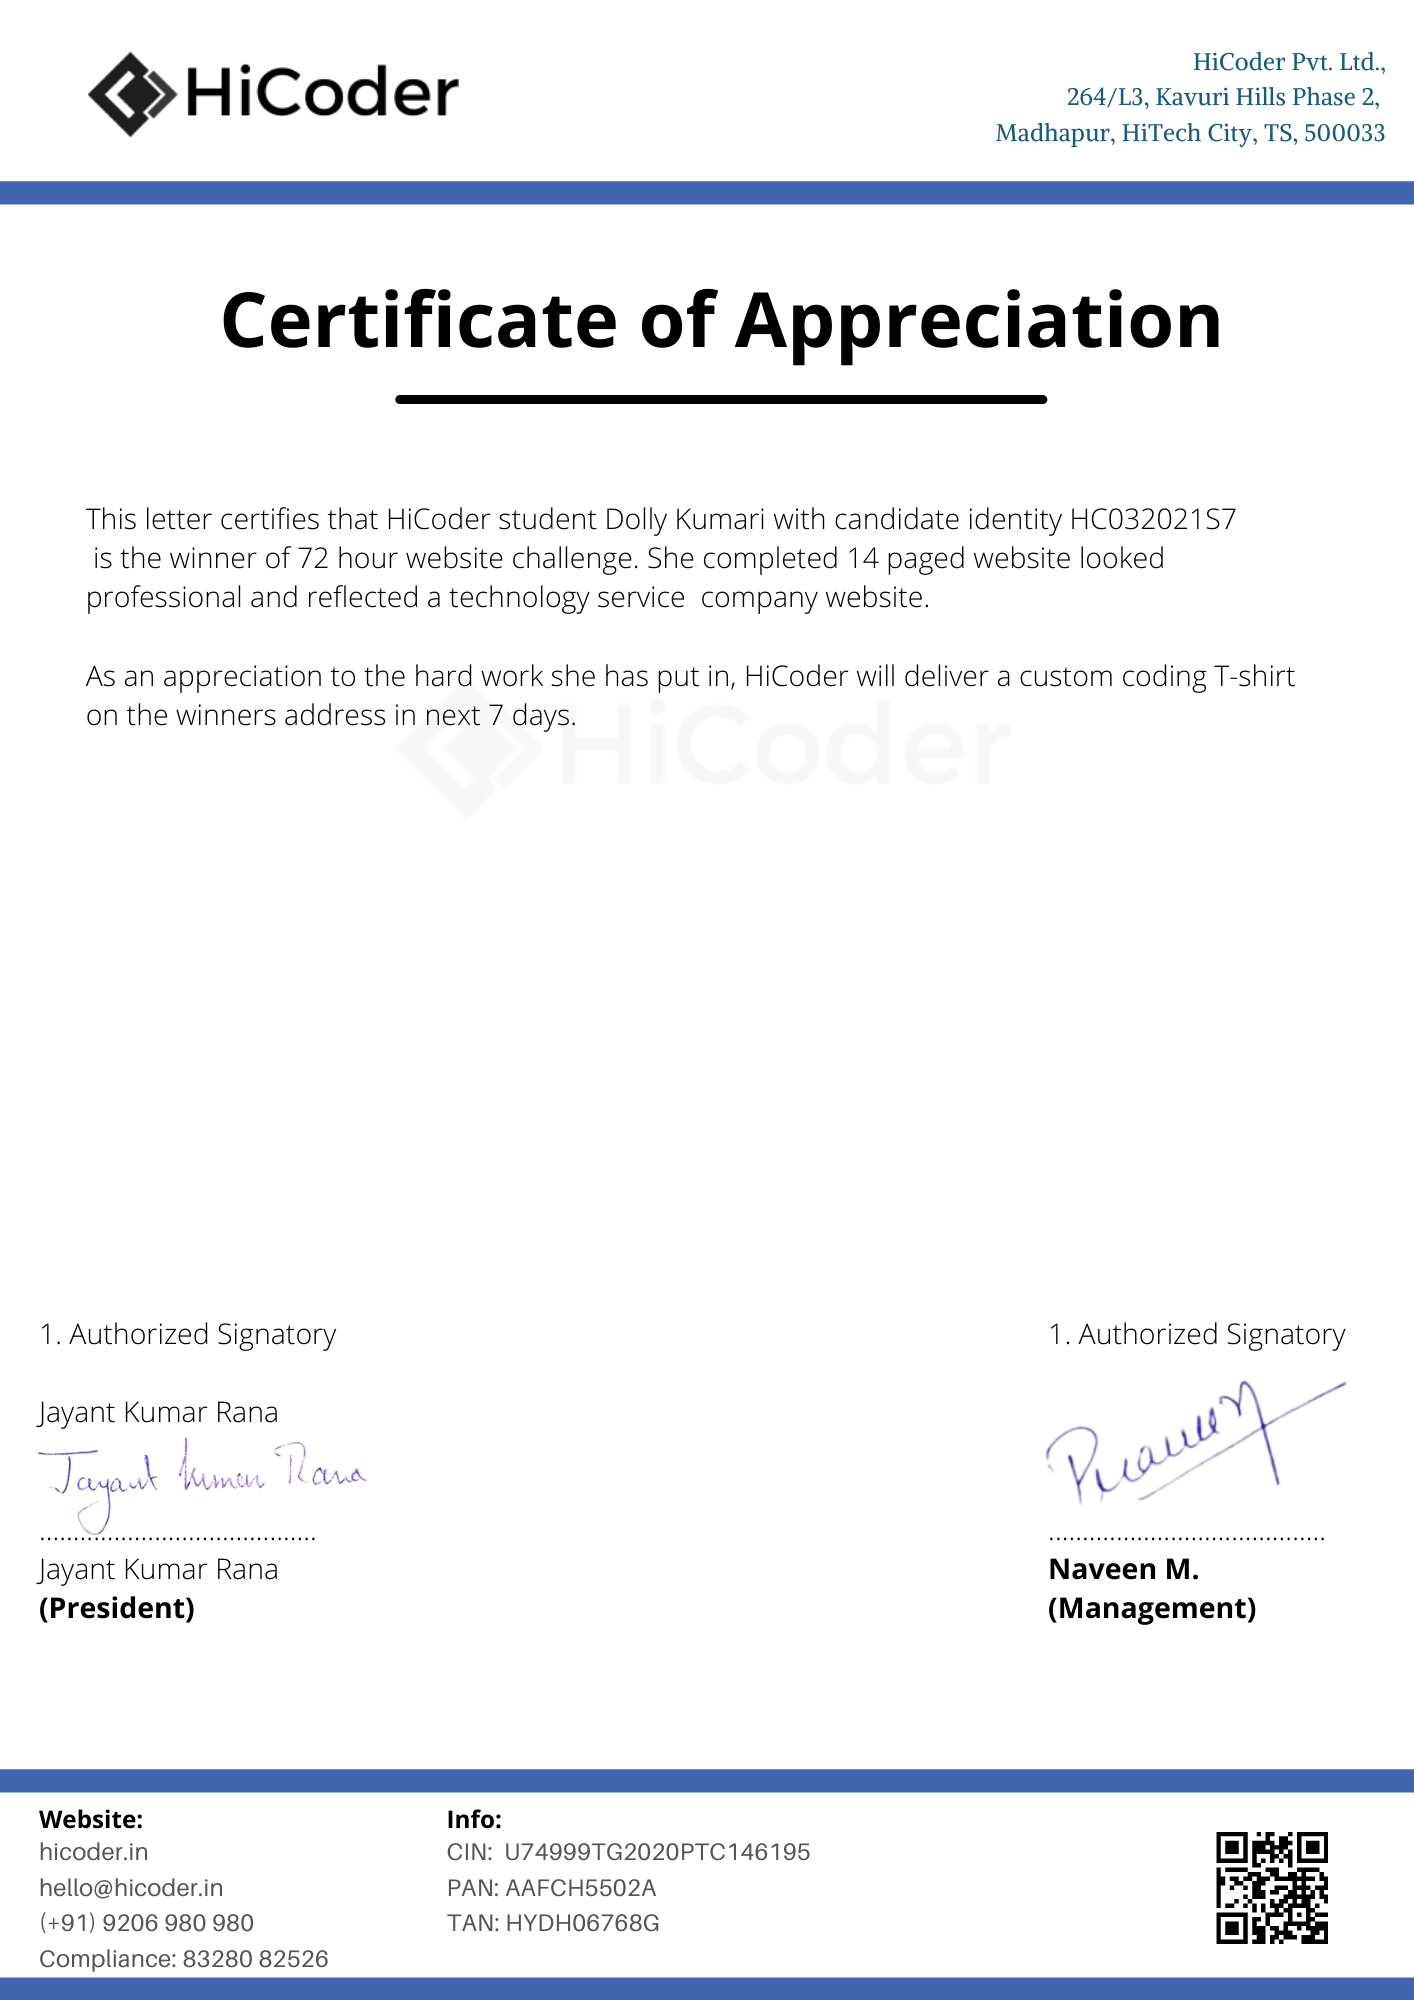 HiCoder
HiCoder Pvt. Ltd.,
264/L3, Kavuri Hills Phase 2,
Madhapur, HiTech City, TS, 500033
Certificate of Appreciation
This letter certifies that HiCoder student Dolly Kumari with candidate identity HC032021S7
is the winner of 72 hour website challenge. She completed 14 paged website looked
professional and reflected a technology service  company website.
As an appreciation to the hard work she has put in, HiCoder will deliver a custom coding T-shirt
on the winners address in next 7 days.
HiCoder
1. Authorized Signatory
Jayant Kumar Rana
Jayant Kumar Rana
.........................................
Jayant Kumar Rana
(President)
1. Authorized Signatory
.........................................
Naveen M.
(Management)
Website:
hicoder.in
hello@hicoder.in
(+91) 9206 980 980
Compliance: 83280 82526
Info:
CIN:  U74999TG2020PTC146195
PAN: AAFCH5502A
TAN: HYDH06768G